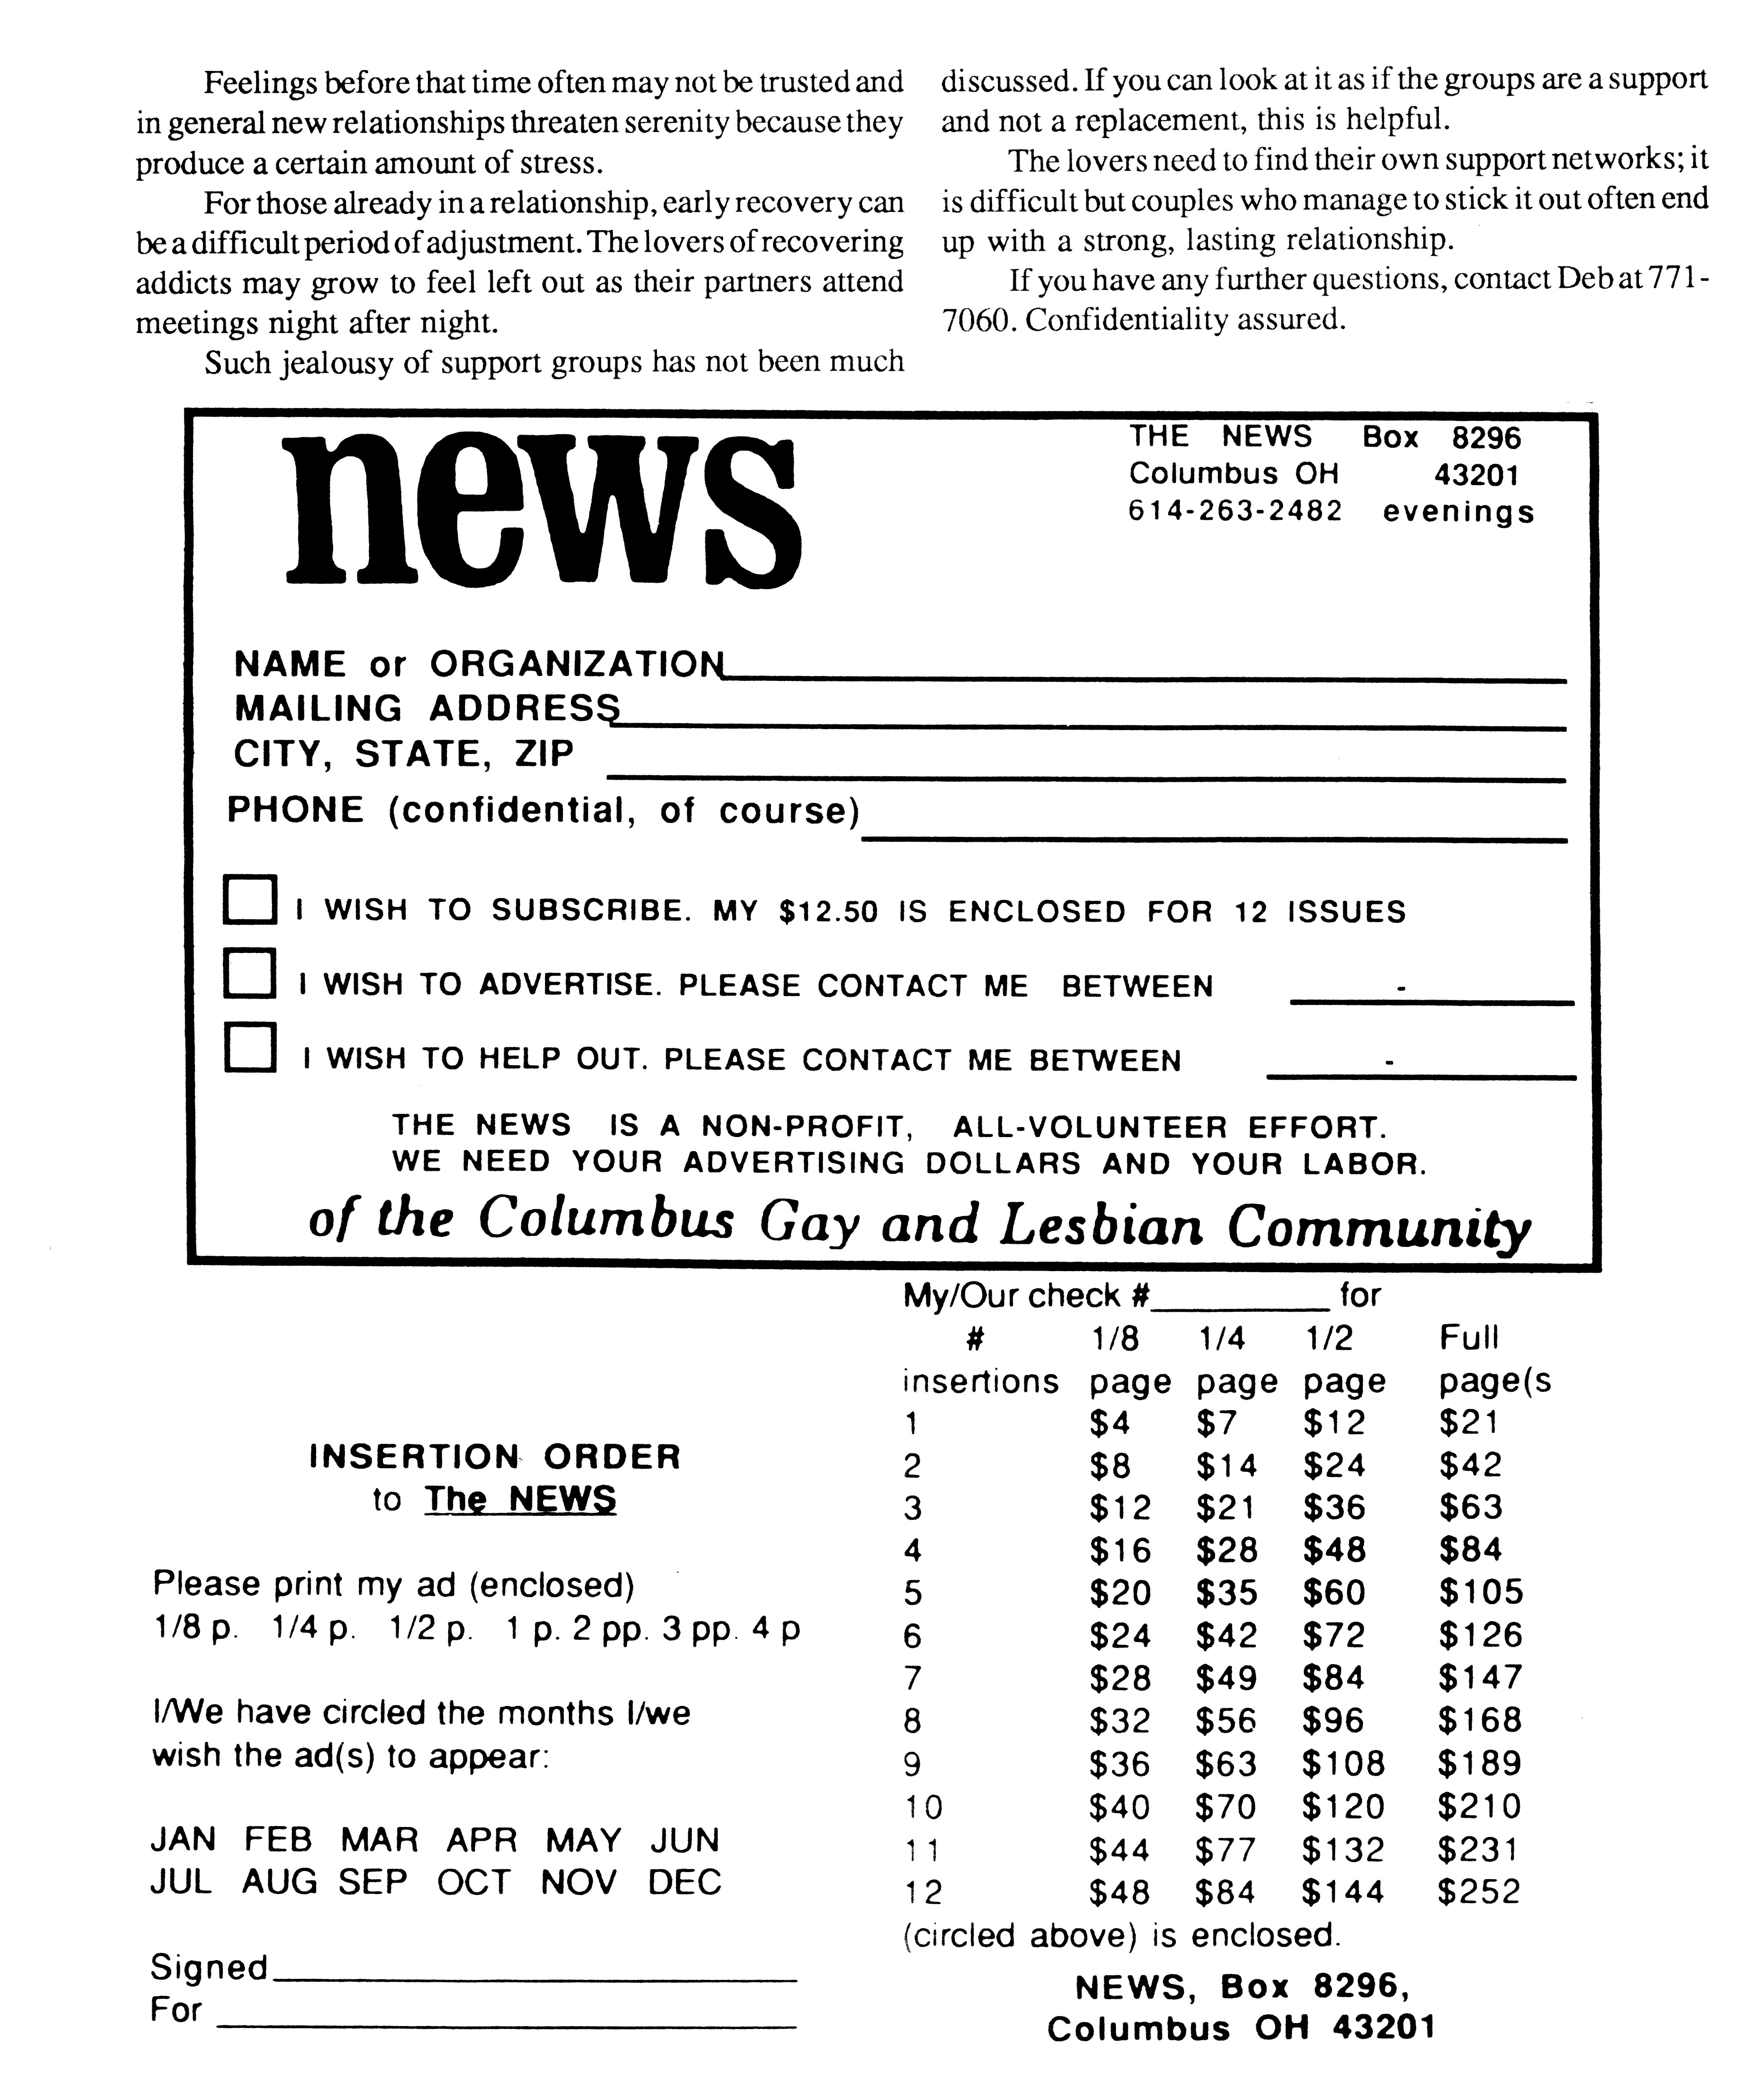 Feelings before that time often may not be trusted and
in general new relationships threaten serenity because they
produce a certain amount of stress.
For those already in a relationship, early recovery can
be a difficult period of adjustment. The lovers of recovering
addicts may grow to feel left out as their partners attend
meetings night after night.
Such jealousy of support groups has not been much
discussed. If you can look at it as if the groups are a support
and not a replacement, this is helpful.
The lovers need to find their own support networks; it
is difficult but couples who manage to stick it out often end
up with a strong, lasting relationship.
If you have any further questions, contact Deb at 771-
7060. Confidentiality assured.
news
THE NEWS Box 8296
Columbus OH 43201
614-263-2482 evenings
NAME or ORGANIZATION
MAILING ADDRESS
CITY, STATE, ZIP
PHONE (confidential, of course)
I WISH TO SUBSCRIBE. MY $12.50 IS ENCLOSED FOR 12 ISSUES
I WISH TO ADVERTISE. PLEASE CONTACT ME BETWEEN -
I WISH TO HELP OUT. PLEASE CONTACT ME BETWEEN -
THE NEWS IS A NON-PROFIT, ALL-VOLUNTEER EFFORT.
WE NEED YOUR ADVERTISING DOLLARS AND YOUR LABOR.
of the Columbus Gay and Lesbian Community
INSERTION ORDER
to The NEWS
Please print my ad (enclosed)
1/8 p. 1/4 p. 1/2 p. 1 p. 2 pp. 3 pp. 4 p
I/We have circled the months I/we
wish the ad(s) to appear:
JAN FEB MAR APR MAY JUN
JUL AUG SEP OCT NOV DEC
Signed
For
My/Our check # for
# 1/8 1/4 1/2 Full
insertions page page page page(s
1 $4 $7 $12 $21
2 $8 $14 $24 $42
3 $12 $21 $36 $63
4 $16 $28 $48 $84
5 $20 $35 $60 $105
6 $24 $42 $72 $126
7 $28 $49 $84 $147
8 $32 $56 $96 $168
9 $36 $63 $108 $189
10 $40 $70 $120 $210
11 $44 $77 $132 $231
12 $48 $84 $144 $252
(circled above) is enclosed.
NEWS, Box 8296,
Columbus OH 43201